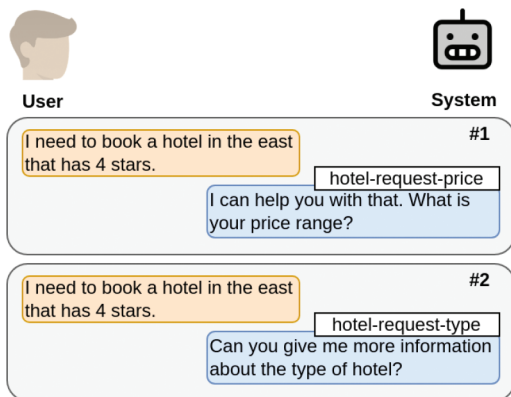 User
System
#1
I need to book a hotel in the east
that has 4 stars.
hotel-request-price
I can help you with that. What is
your price range?
#2
I need to book a hotel in the east
that has 4 stars.
hotel-request-type
Can you give me more information
about the type of hotel?